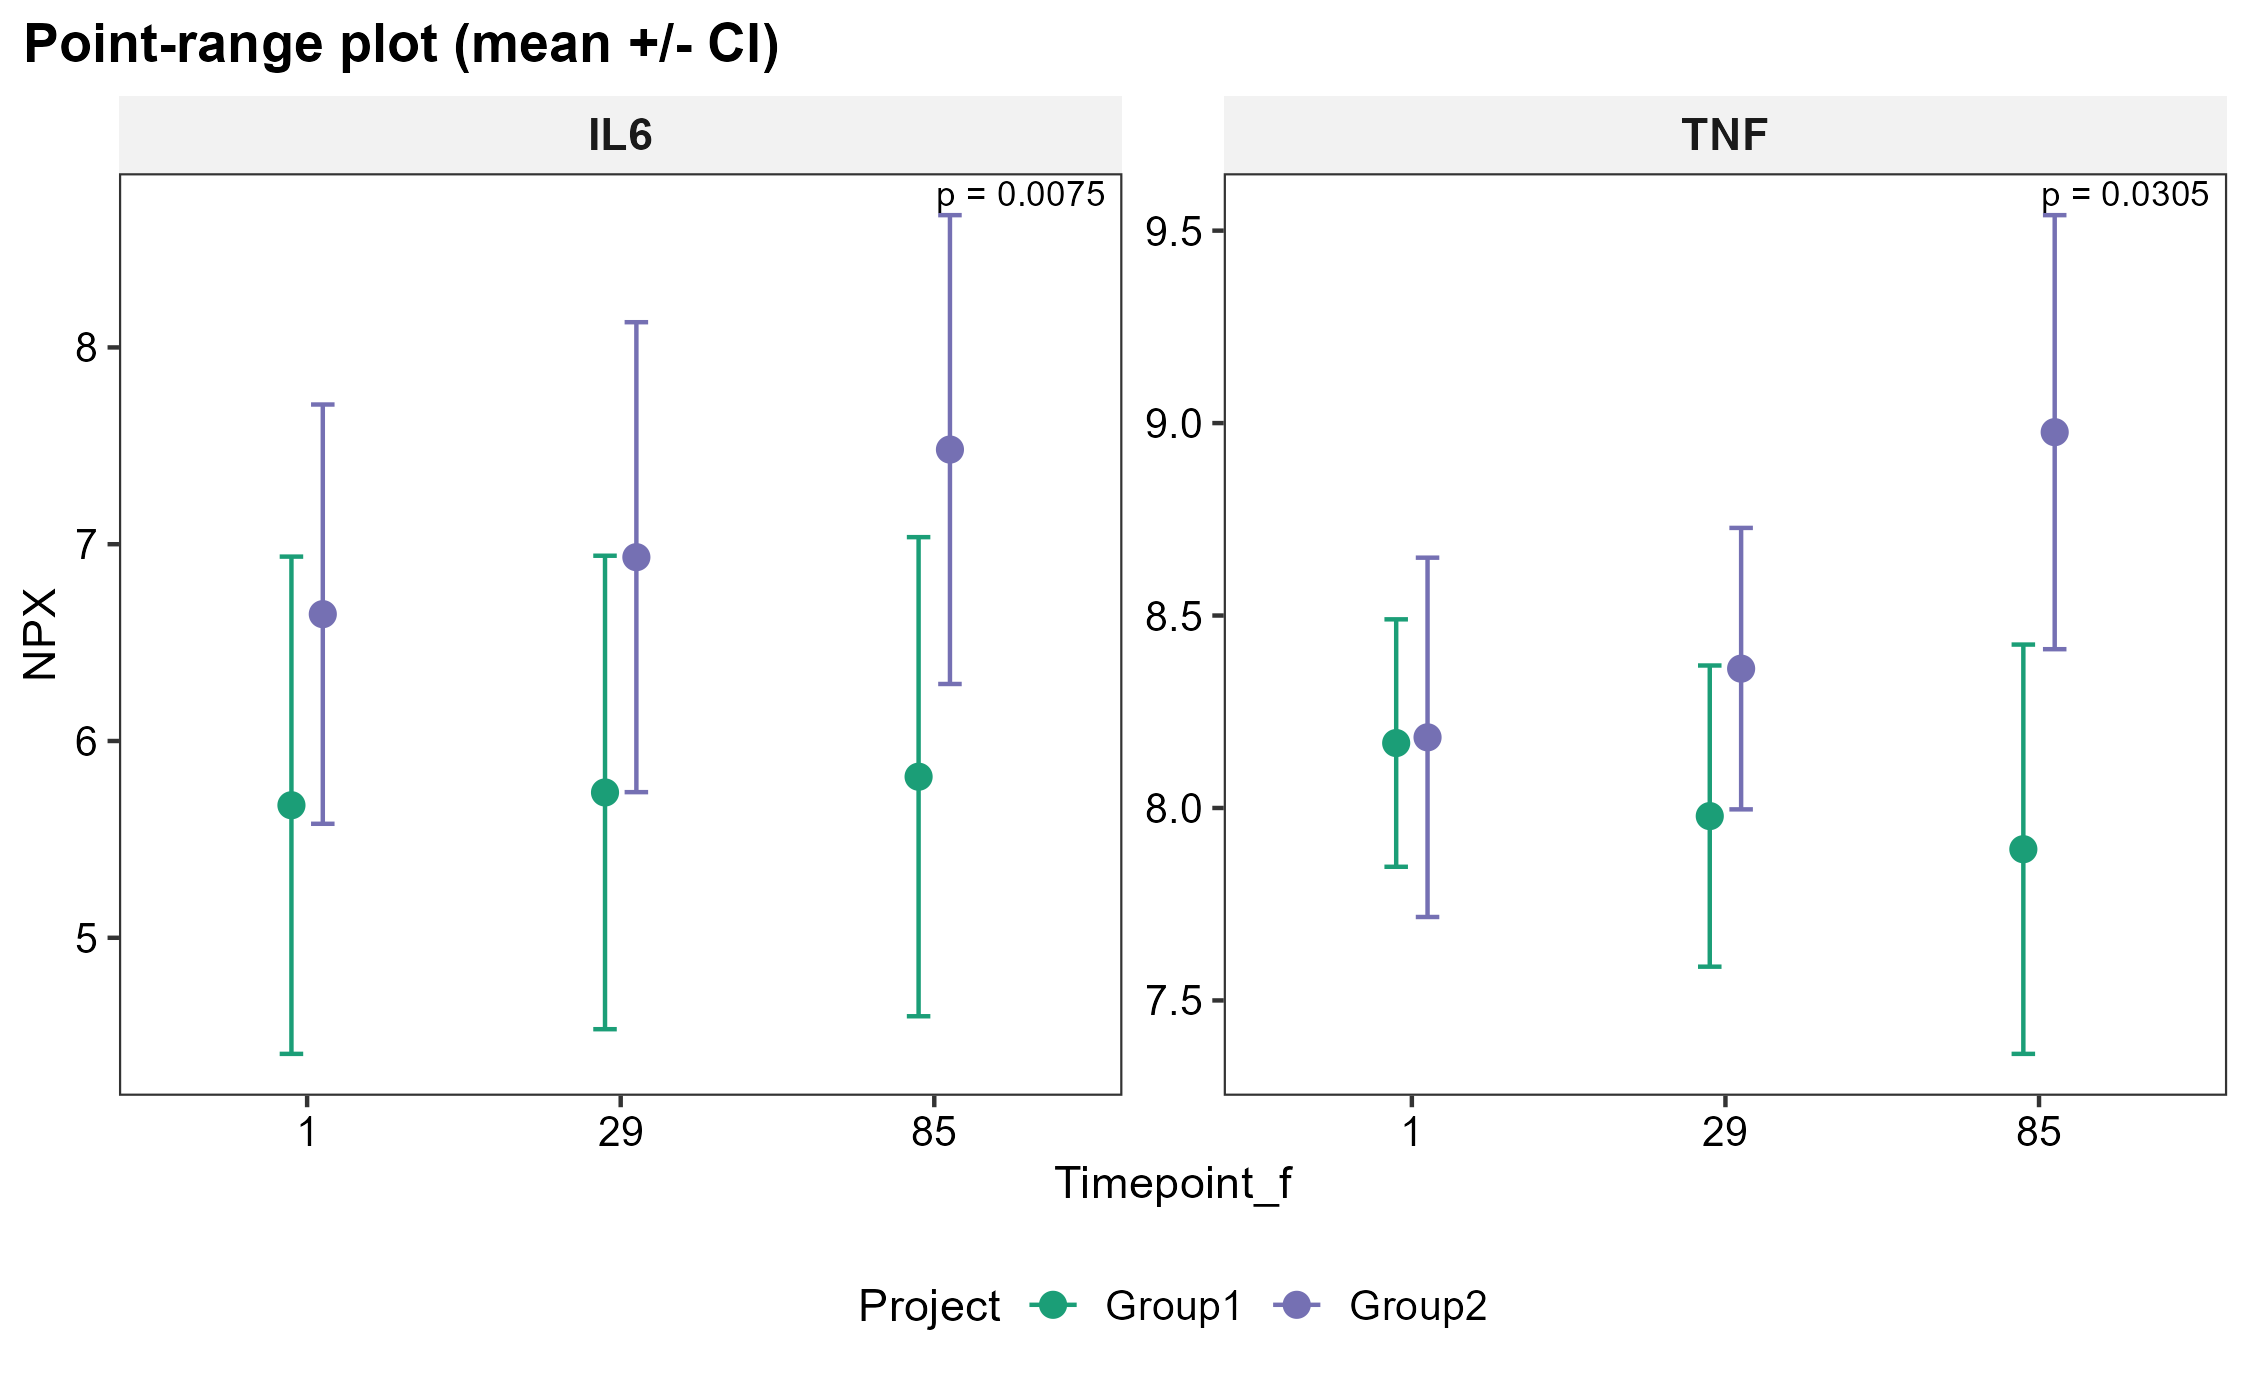 Point-range plot (mean +/- CI)
IL6
TNF
p = 0.0075
p = 0.0305
NPX
8
7
6
5
9.5
9.0
8.5
8.0
7.5
1
29
85
1
29
85
Timepoint_f
Project Group1 Group2